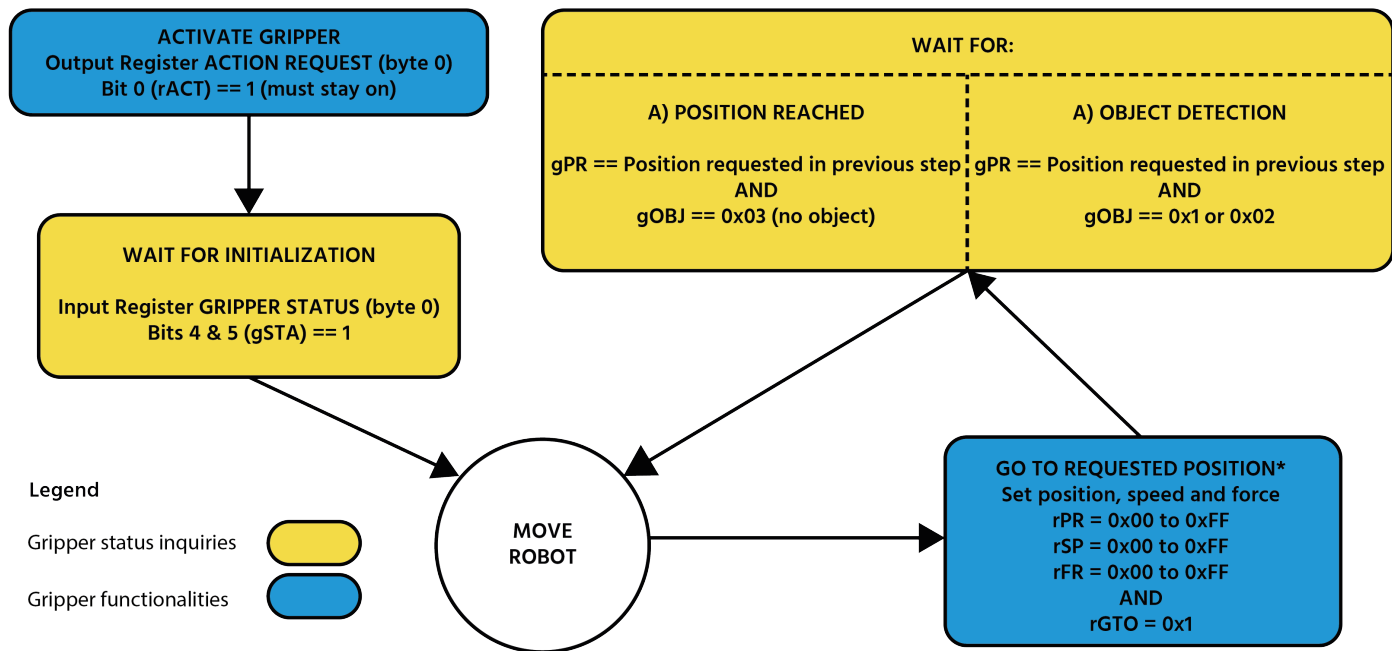 ACTIVATE GRIPPER
Output Register ACTION REQUEST (byte 0)
Bit 0 (rACT) == 1 (must stay on)
WAIT FOR INITIALIZATION
Input Register GRIPPER STATUS (byte 0)
Bits 4 & 5 (gSTA) == 1
WAIT FOR:
A) POSITION REACHED
gPR == Position requested in previous step
AND
gOBJ == 0x03 (no object)
A) OBJECT DETECTION
gPR == Position requested in previous step
AND
gOBJ == 0x1 or 0x02
MOVE
ROBOT
GO TO REQUESTED POSITION*
Set position, speed and force
rPR = 0x00 to 0xFF
rSP = 0x00 to 0xFF
rFR = 0x00 to 0xFF
AND
rGTO = 0x1
Legend
Gripper status inquiries
Gripper functionalities